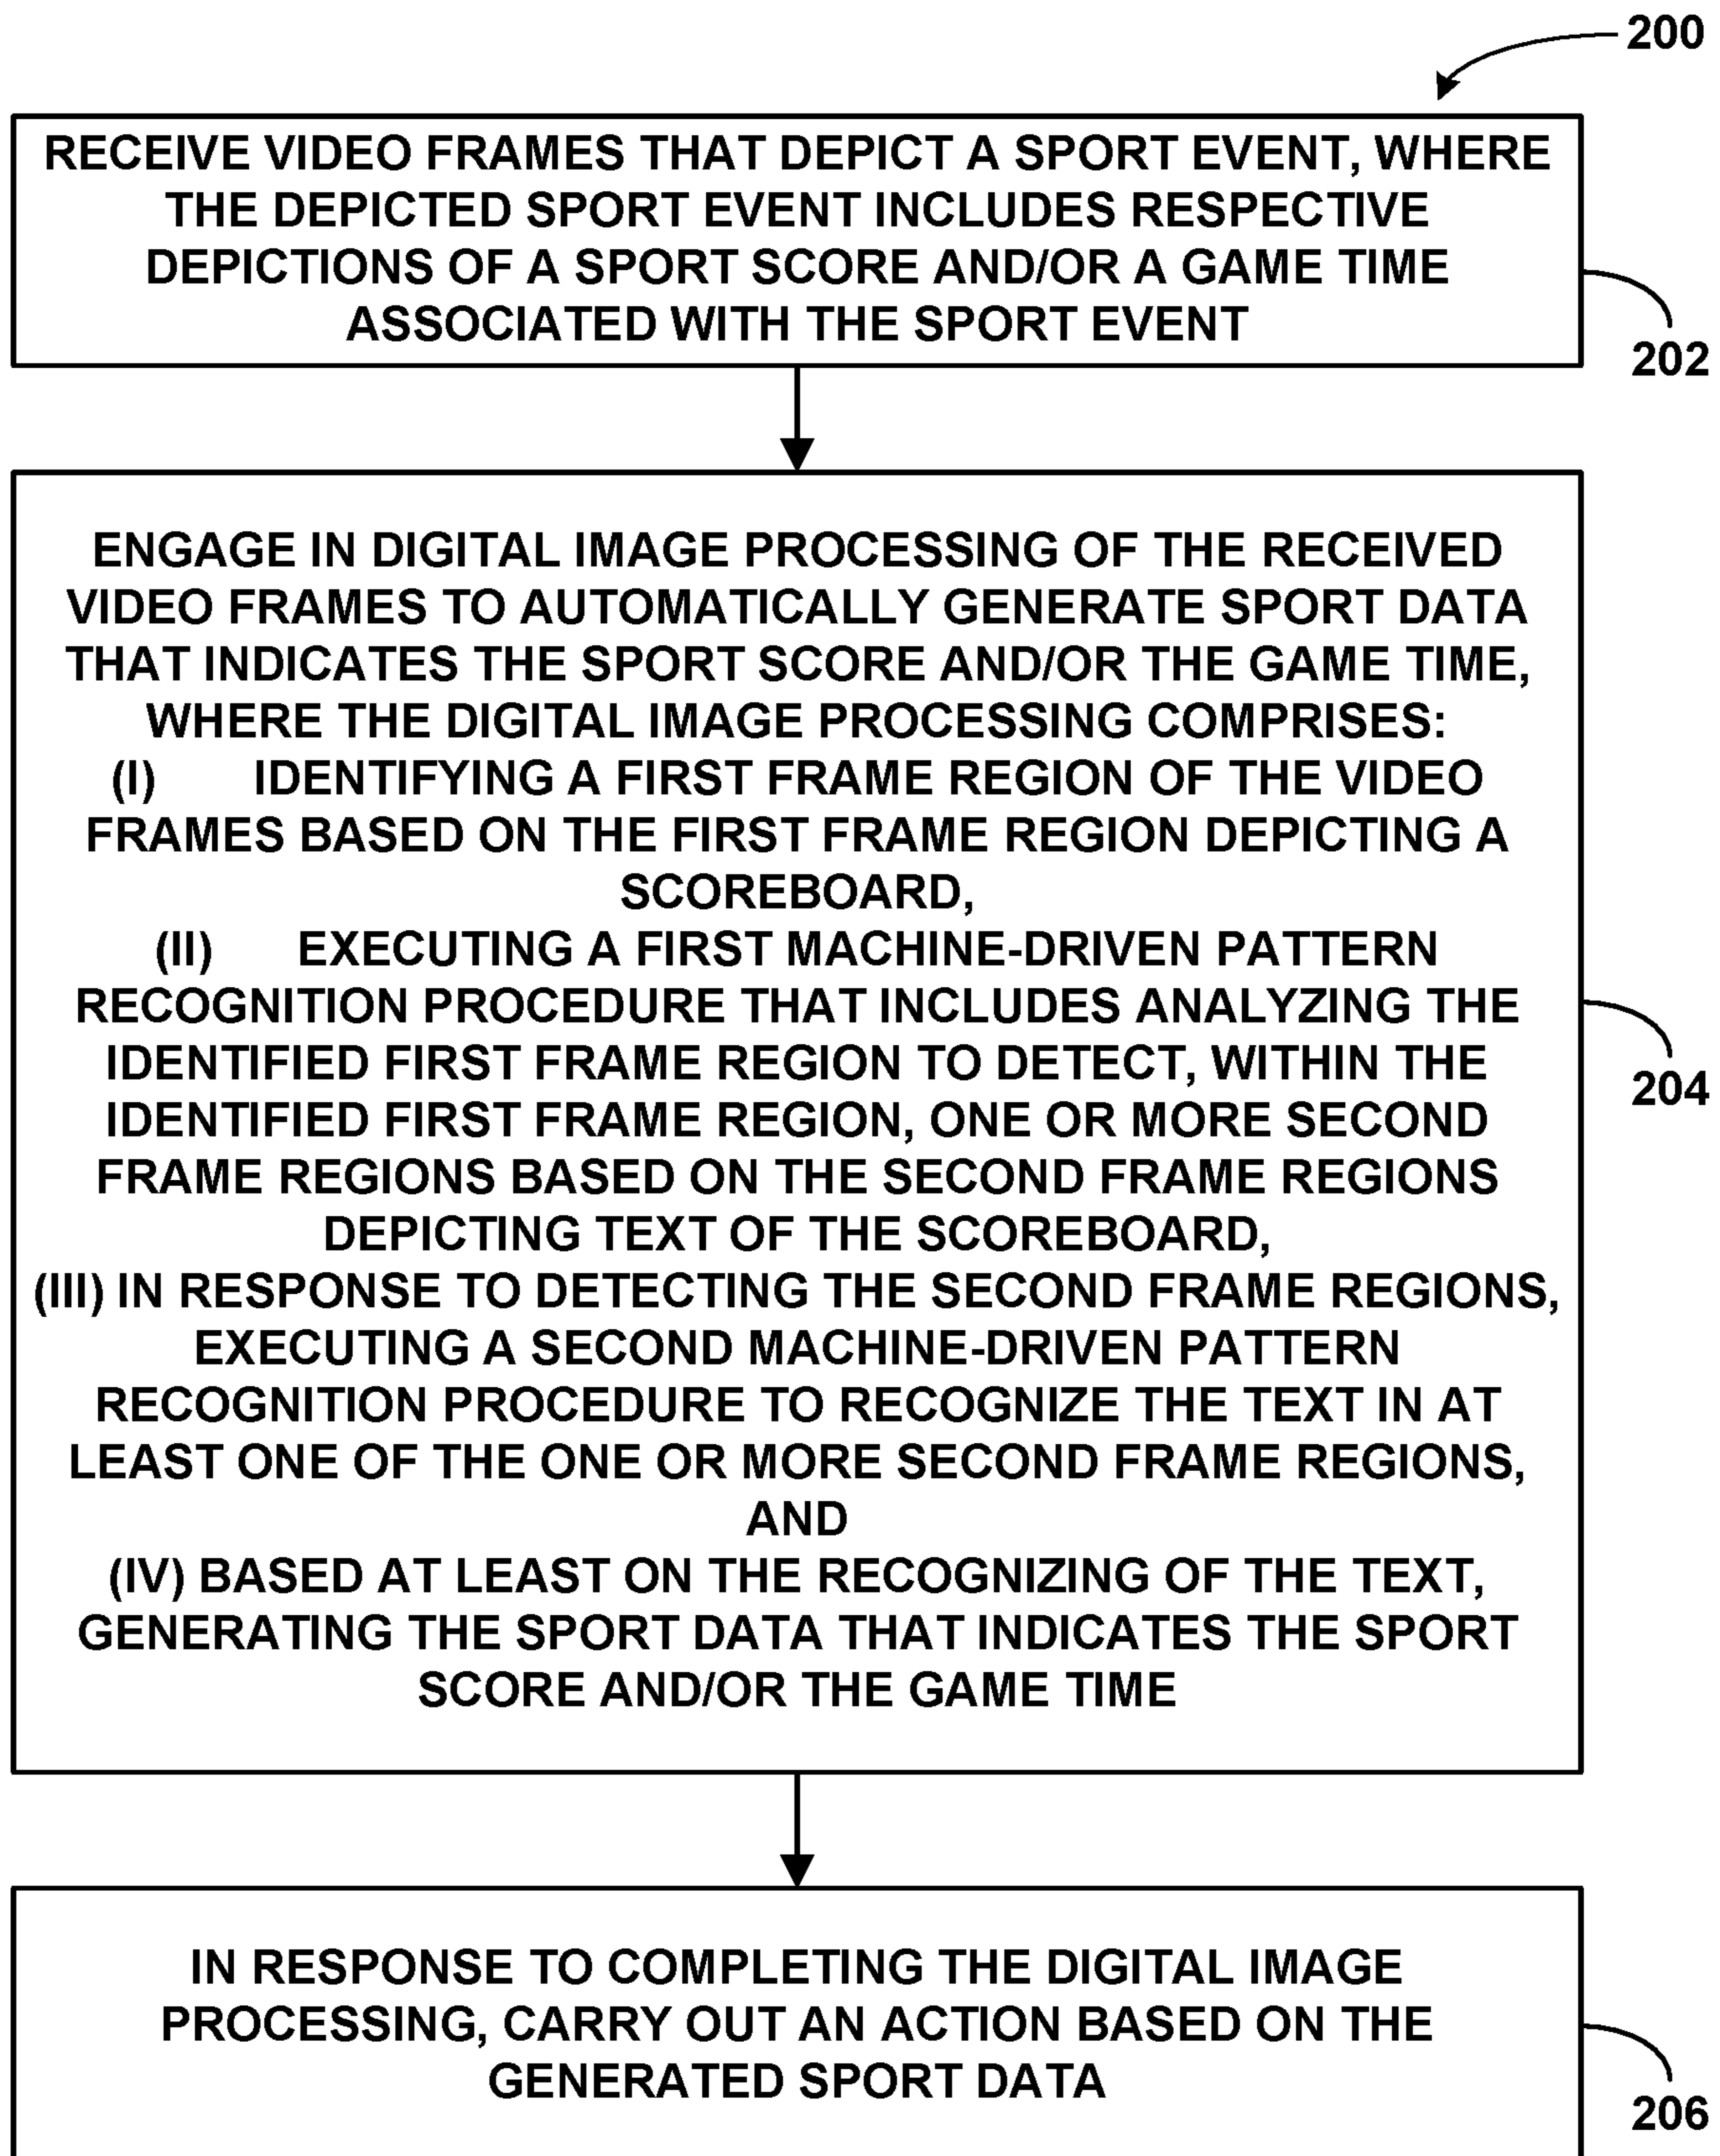 200
RECEIVE VIDEO FRAMES THAT DEPICT A SPORT EVENT, WHERE
THE DEPICTED SPORT EVENT INCLUDES RESPECTIVE
DEPICTIONS OF A SPORT SCORE AND/OR A GAME TIME
ASSOCIATED WITH THE SPORT EVENT
202
ENGAGE IN DIGITAL IMAGE PROCESSING OF THE RECEIVED
VIDEO FRAMES TO AUTOMATICALLY GENERATE SPORT DATA
THAT INDICATES THE SPORT SCORE AND/OR THE GAME TIME,
WHERE THE DIGITAL IMAGE PROCESSING COMPRISES:
(I) IDENTIFYING A FIRST FRAME REGION OF THE VIDEO
FRAMES BASED ON THE FIRST FRAME REGION DEPICTING A
SCOREBOARD,
(II) EXECUTING A FIRST MACHINE-DRIVEN PATTERN
RECOGNITION PROCEDURE THAT INCLUDES ANALYZING THE
IDENTIFIED FIRST FRAME REGION TO DETECT, WITHIN THE
IDENTIFIED FIRST FRAME REGION, ONE OR MORE SECOND
FRAME REGIONS BASED ON THE SECOND FRAME REGIONS
DEPICTING TEXT OF THE SCOREBOARD,
(III) IN RESPONSE TO DETECTING THE SECOND FRAME REGIONS,
EXECUTING A SECOND MACHINE-DRIVEN PATTERN
RECOGNITION PROCEDURE TO RECOGNIZE THE TEXT IN AT
LEAST ONE OF THE ONE OR MORE SECOND FRAME REGIONS,
AND
(IV) BASED AT LEAST ON THE RECOGNIZING OF THE TEXT,
GENERATING THE SPORT DATA THAT INDICATES THE SPORT
SCORE AND/OR THE GAME TIME
204
IN RESPONSE TO COMPLETING THE DIGITAL IMAGE
PROCESSING, CARRY OUT AN ACTION BASED ON THE
GENERATED SPORT DATA
206